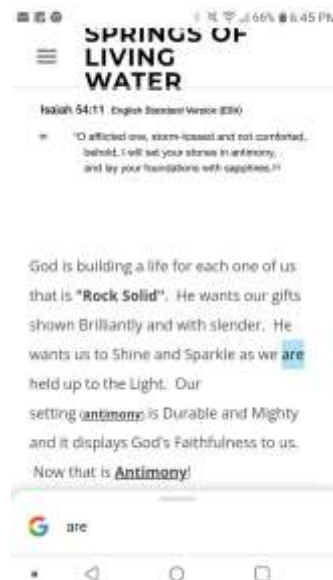 66% 6:45 PM
SPRINGS OF
LIVING
WATER
Isaiah 54:11 English Standard Version (ESV)
11 "O afflicted one, storm-tossed and not comforted,
behold, I will set your stones in antimony,
and lay your foundations with sapphires.
God is building a life for each one of us
that is "Rock Solid". He wants our gifts
shown Brilliantly and with slender. He
wants us to Shine and Sparkle as we are
held up to the Light. Our
setting (antimony) is Durable and Mighty
and it displays God's Faithfulness to us.
Now that is Antimony!
G are